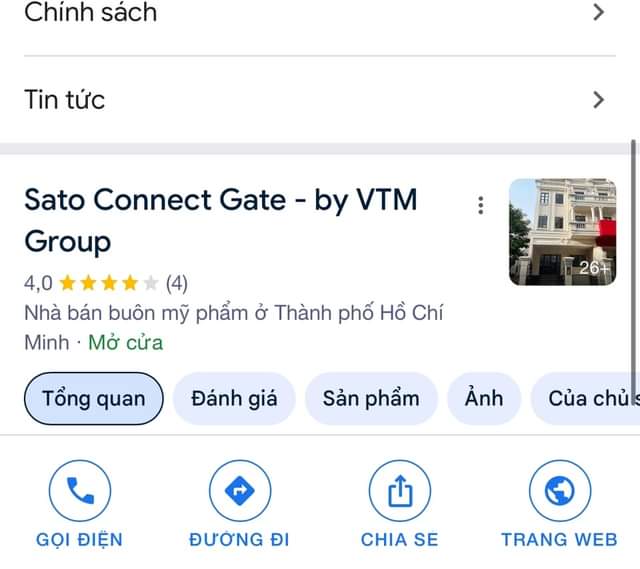 Chính sách
Tin tức
Sato Connect Gate - by VTM
Group
26+
4,0 (4)
Nhà bán buôn mỹ phẩm ở Thành phố Hồ Chí
Minh · Mở cửa
Tổng quan
Đánh giá
Sản phẩm
Ảnh
Của chủ s
GỌI ĐIỆN
ĐƯỜNG ĐI
CHIA SẺ
TRANG WEB